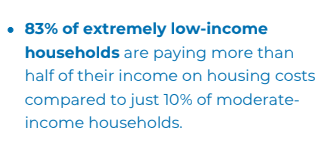 • 83% of extremely low-income
households are paying more than
half of their income on housing costs
compared to just 10% of moderate-
income households.